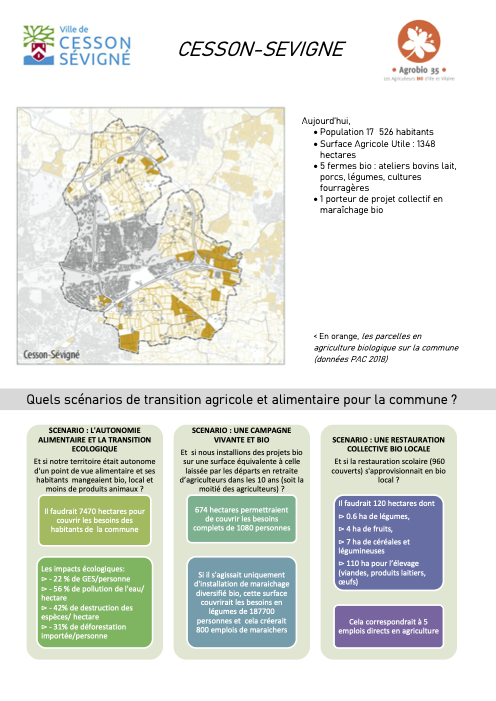 Ville de
CESSON
SÉVIGNÉ
CESSON-SEVIGNE
• Agrobio 35 •
Les Agriculteurs BIO d'Ille et Vilaine
Aujourd'hui,
• Population 17 526 habitants
• Surface Agricole Utile : 1348
hectares
• 5 fermes bio : ateliers bovins lait,
porcs, légumes, cultures
fourragères
• 1 porteur de projet collectif en
maraîchage bio
Cesson-Sévigné
< En orange, les parcelles en
agriculture biologique sur la commune
(données PAC 2018)
Quels scénarios de transition agricole et alimentaire pour la commune ?
SCENARIO : L'AUTONOMIE
ALIMENTAIRE ET LA TRANSITION
ECOLOGIQUE
Et si notre territoire était autonome
d'un point de vue alimentaire et ses
habitants mangeaient bio, local et
moins de produits animaux ?
Il faudrait 7470 hectares pour
couvrir les besoins des
habitants de la commune
Les impacts écologiques:
⊳ - 22 % de GES/personne
⊳ - 56 % de pollution de l'eau/
hectare
⊳ - 42% de destruction des
espèces/ hectare
⊳ - 31% de déforestation
importée/personne
SCENARIO : UNE CAMPAGNE
VIVANTE ET BIO
Et si nous installions des projets bio
sur une surface équivalente à celle
laissée par les départs en retraite
d'agriculteurs dans les 10 ans (soit la
moitié des agriculteurs) ?
674 hectares permettraient
de couvrir les besoins
complets de 1080 personnes
Si il s'agissait uniquement
d'installation de maraichage
diversifié bio, cette surface
couvrirait les besoins en
légumes de 187700
personnes et cela créerait
800 emplois de maraichers
SCENARIO : UNE RESTAURATION
COLLECTIVE BIO LOCALE
Et si la restauration scolaire (960
couverts) s'approvisionnait en bio
local ?
Il faudrait 120 hectares dont
⊳ 0.6 ha de légumes,
⊳ 4 ha de fruits,
⊳ 7 ha de céréales et
légumineuses
⊳ 110 ha pour l'élevage
(viandes, produits laitiers,
œufs)
Cela correspondrait à 5
emplois directs en agriculture